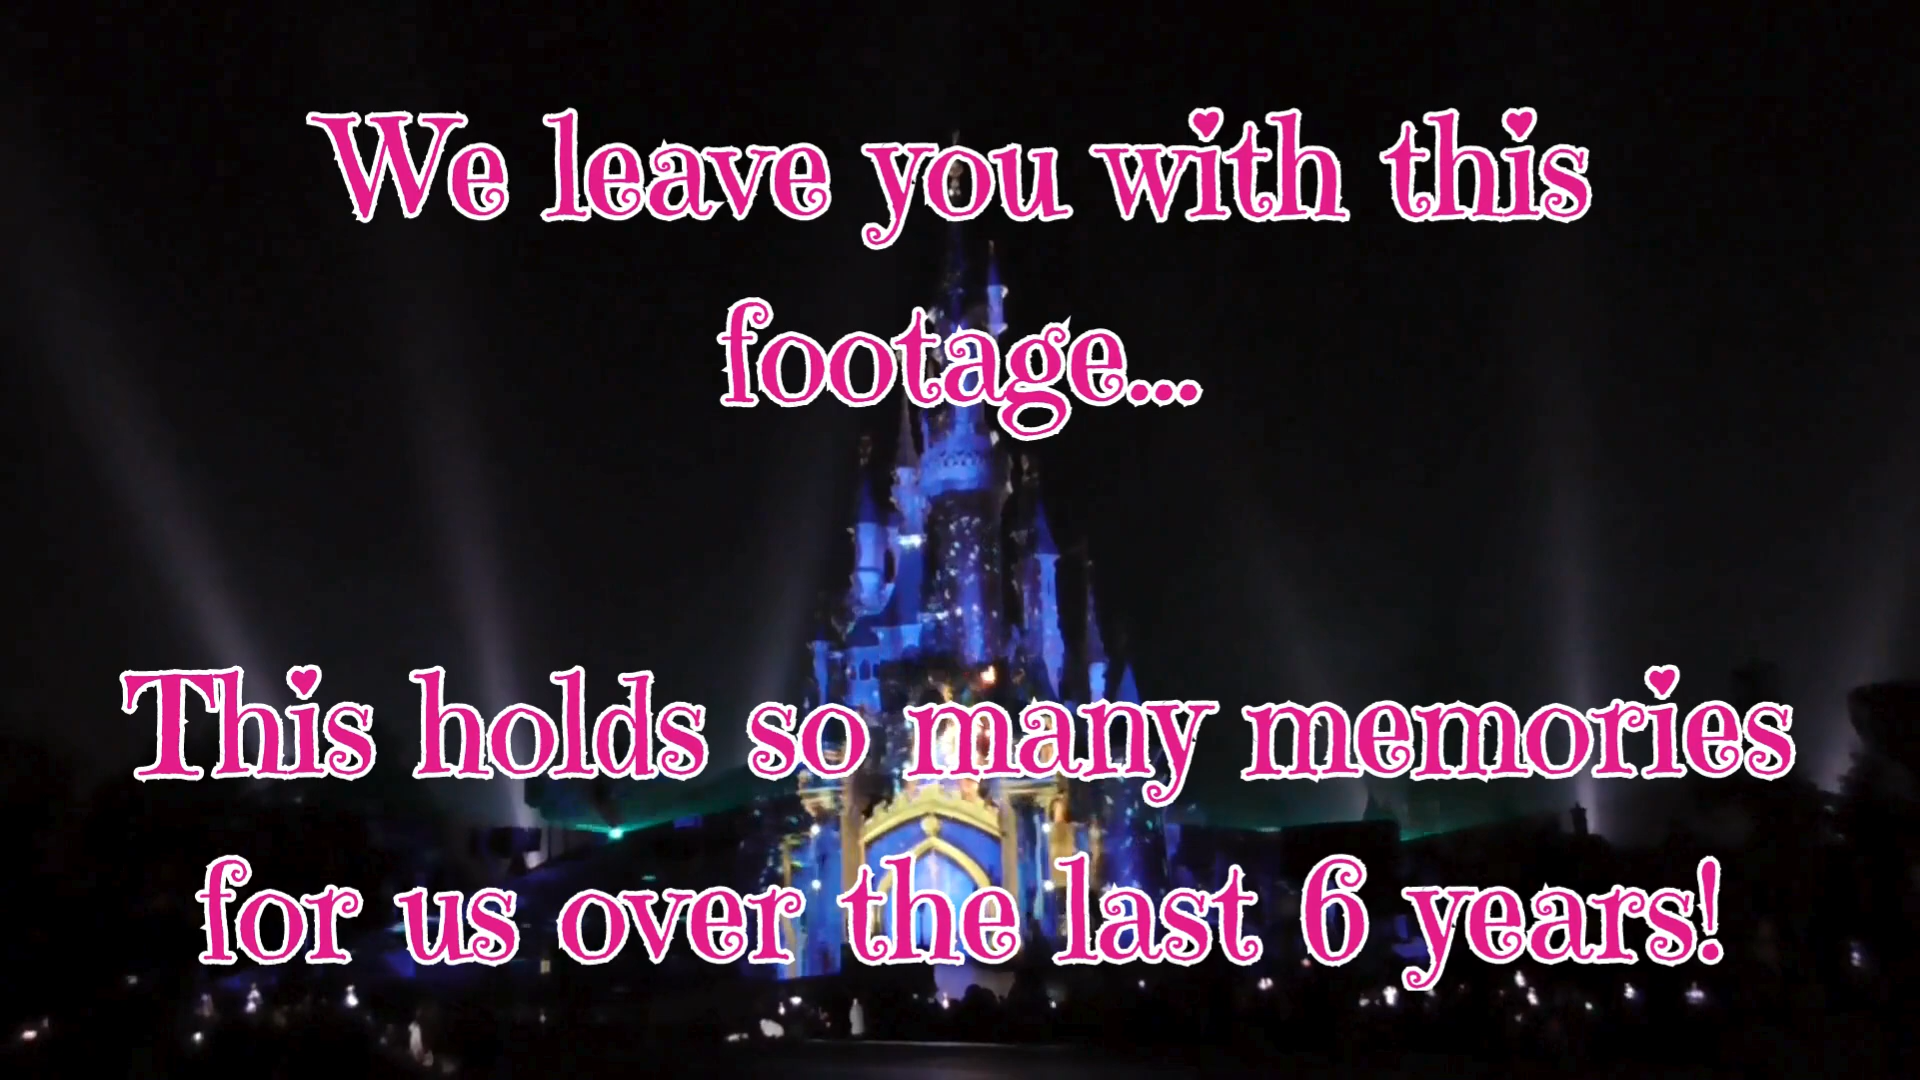 We leave you with this
footage...
This holds so many memories
for us over the last 6 years!